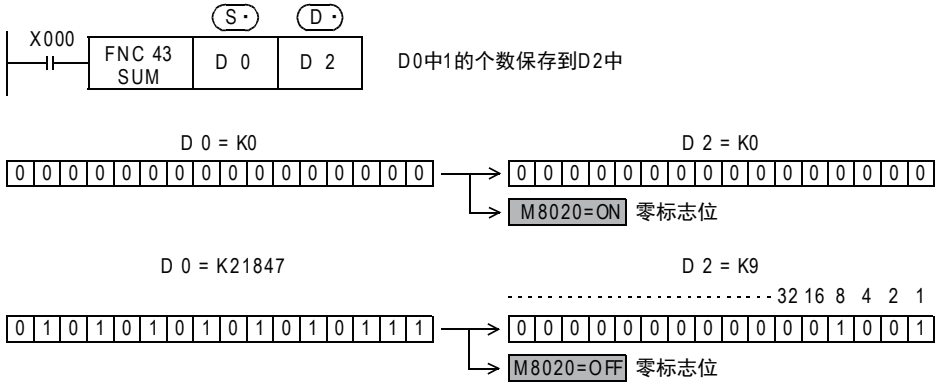 S· D·
X000
FNC 43
SUM
D 0
D 2
D0中1的个数保存到D2中
D 0 = K0
D 2 = K0
0 0 0 0 0 0 0 0 0 0 0 0 0 0 0 0
0 0 0 0 0 0 0 0 0 0 0 0 0 0 0 0
M8020=ON 零标志位
D 0 = K21847
D 2 = K9
32 16 8 4 2 1
0 1 0 1 0 1 0 1 0 1 0 1 0 1 1 1
0 0 0 0 0 0 0 0 0 0 0 0 1 0 0 1
M8020=OFF 零标志位